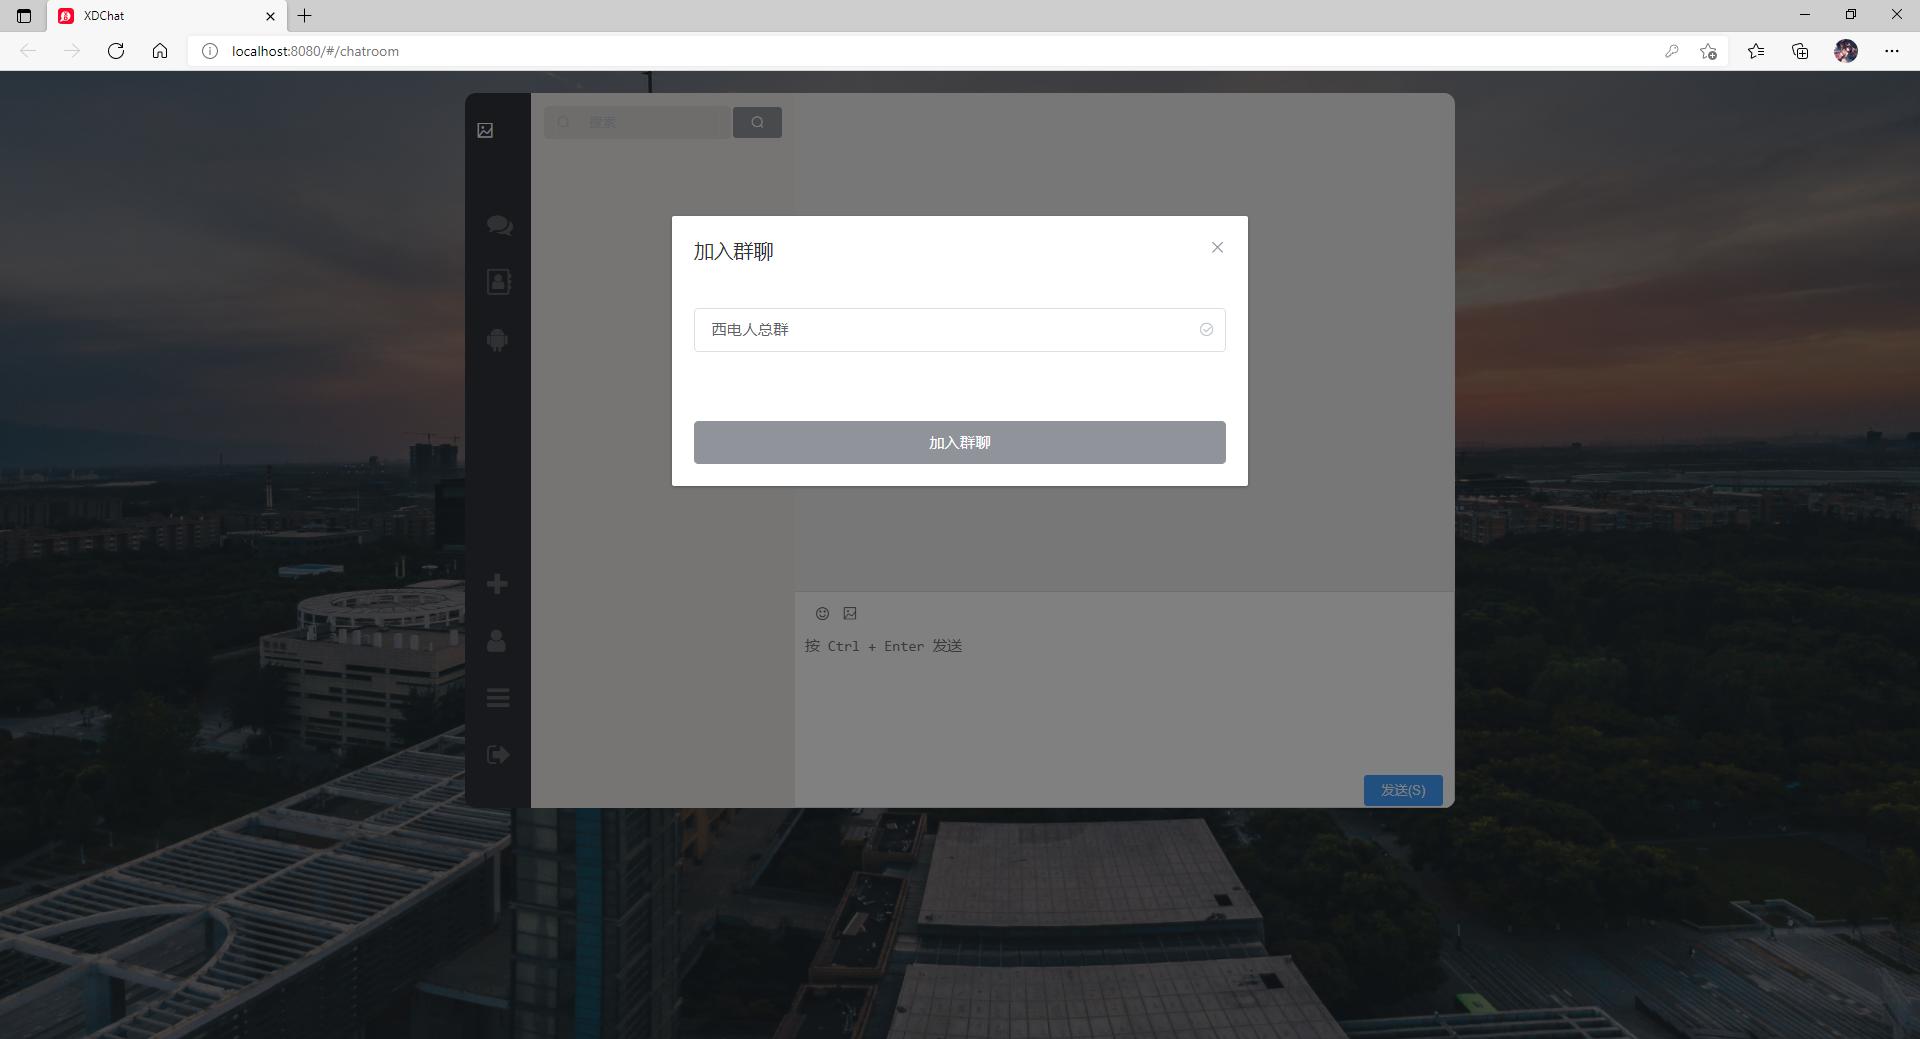 XDChat
localhost:8080/#/chatroom
搜索
加入群聊
西电人总群
加入群聊
按 Ctrl + Enter 发送
发送(S)